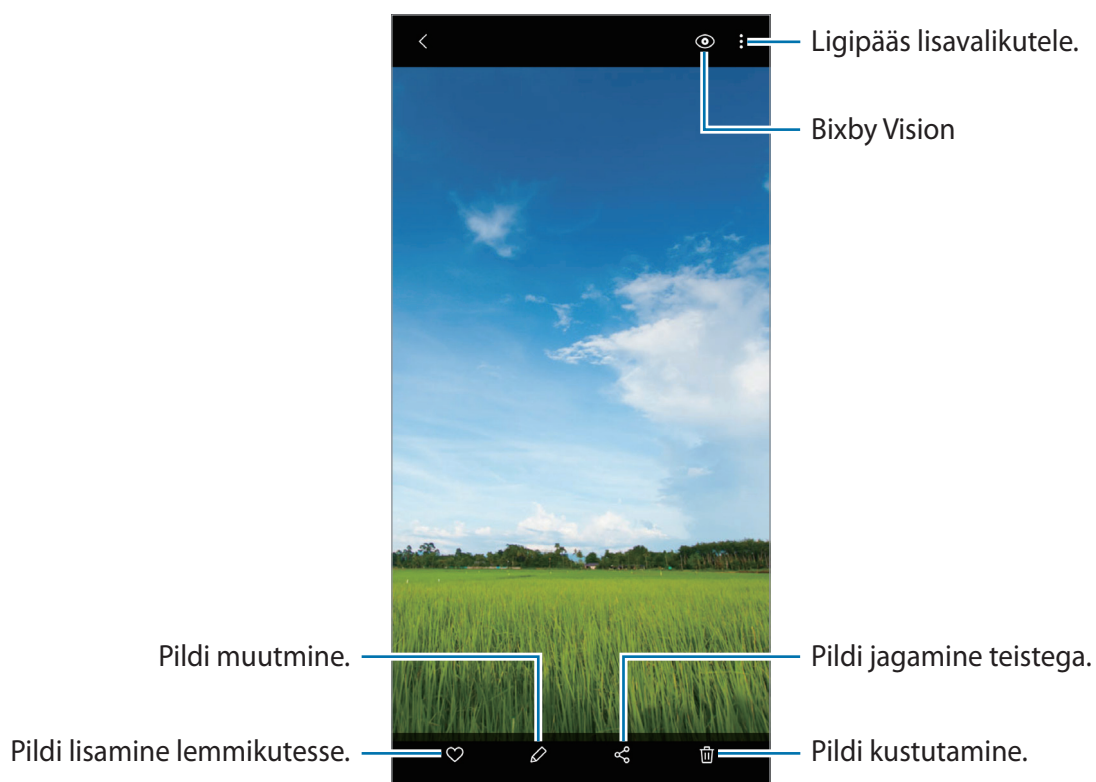 Ligipääs lisavalikutele.
Bixby Vision
Pildi muutmine.
Pildi jagamine teistega.
Pildi lisamine lemmikutesse.
Pildi kustutamine.